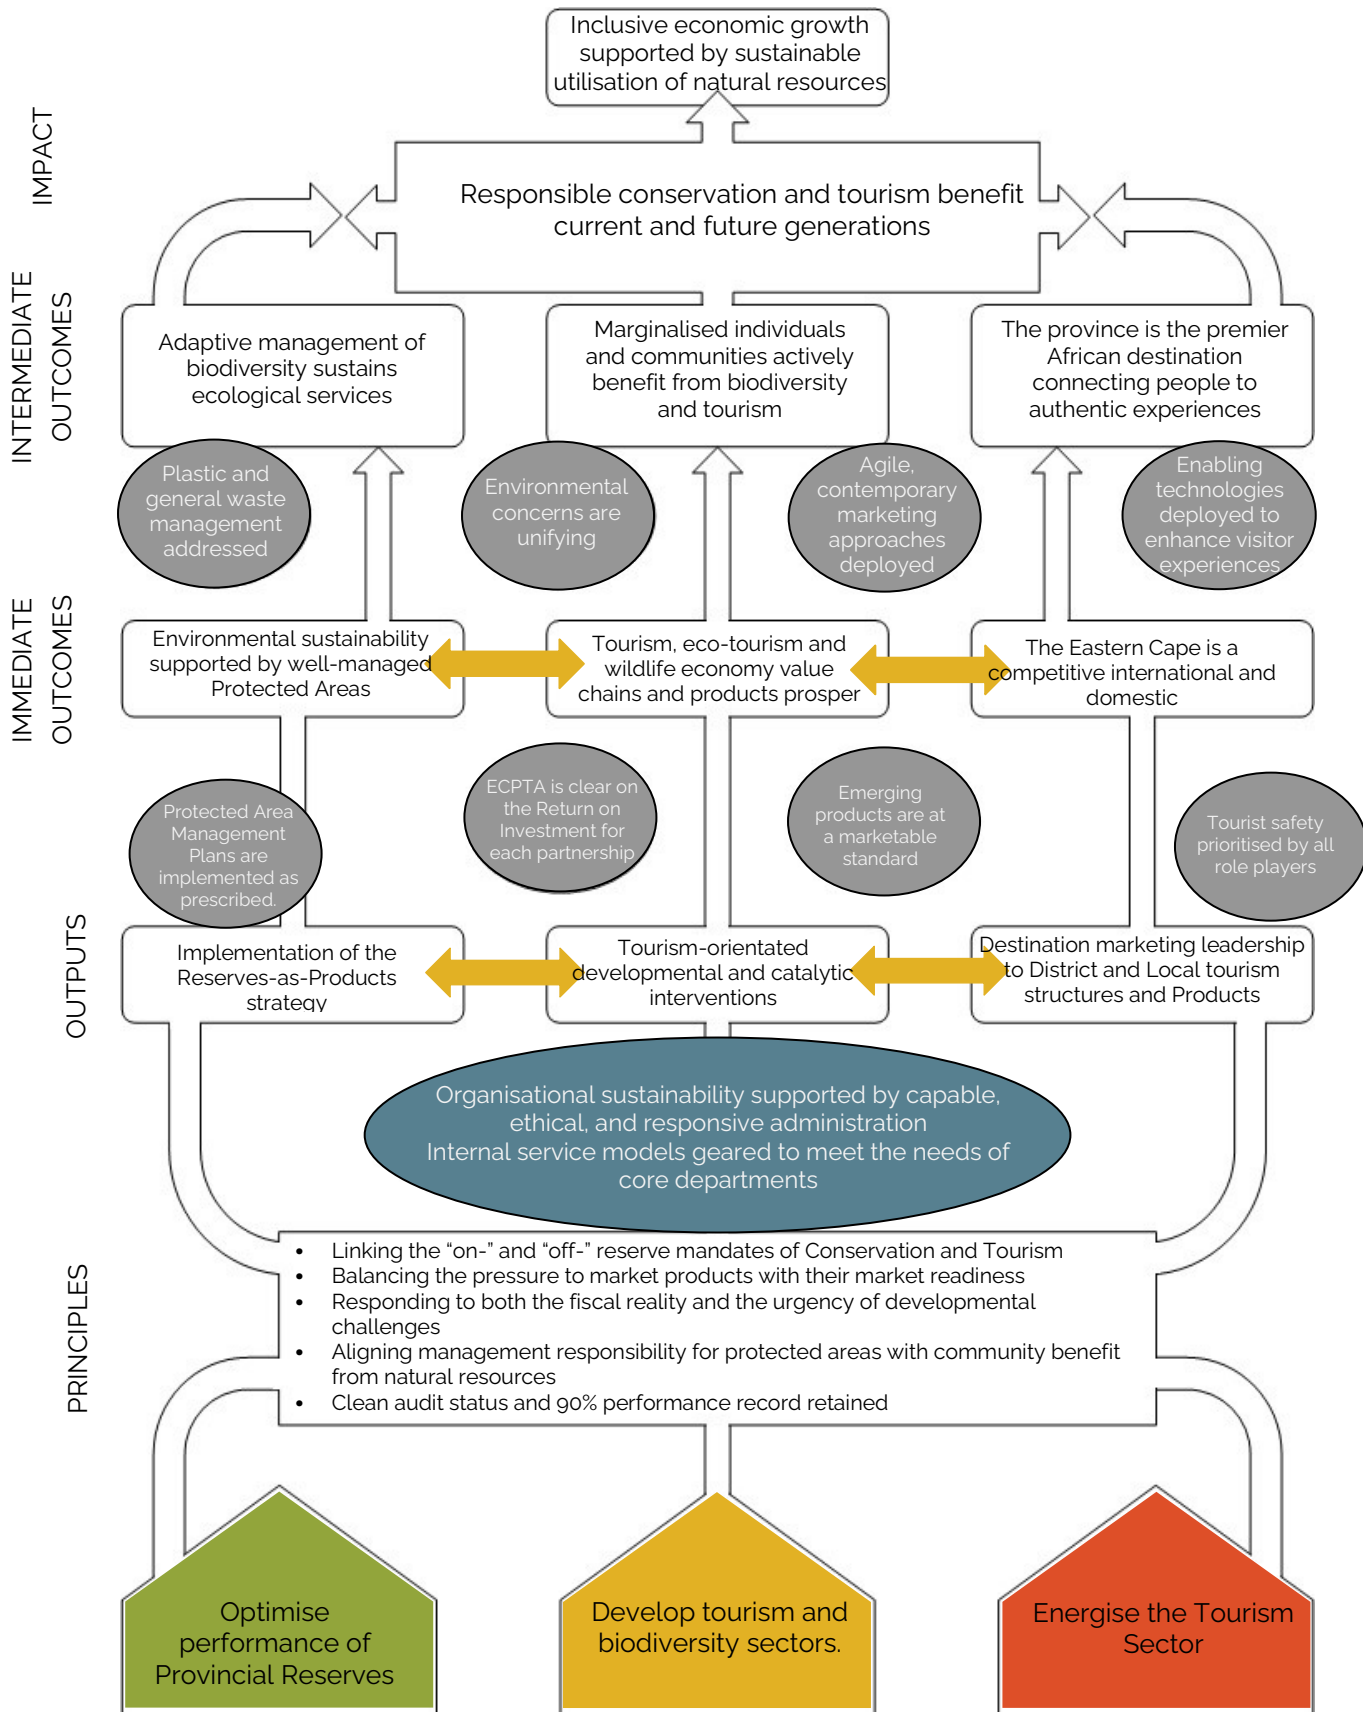 Inclusive economic growth
supported by sustainable
utilisation of natural resources
IMPACT
Responsible conservation and tourism benefit
current and future generations
INTERMEDIATE
OUTCOMES
Adaptive management of
biodiversity sustains
ecological services
Marginalised individuals
and communities actively
benefit from biodiversity
and tourism
The province is the premier
African destination
connecting people to
authentic experiences
Plastic and
general waste
management
addressed
Environmental
concerns are
unifying
Agile,
contemporary
marketing
approaches
deployed
Enabling
technologies
deployed to
enhance visitor
experiences
IMMEDIATE
OUTCOMES
Environmental sustainability
supported by well-managed
Protected Areas
Tourism, eco-tourism and
wildlife economy value
chains and products prosper
The Eastern Cape is a
competitive international and
domestic
Protected Area
Management
Plans are
implemented as
prescribed.
ECPTA is clear on
the Return on
Investment for
each partnership
Emerging
products are at
a marketable
standard
Tourist safety
prioritised by all
role players
OUTPUTS
Implementation of the
Reserves-as-Products
strategy
Tourism-orientated
developmental and catalytic
interventions
Destination marketing leadership
to District and Local tourism
structures and Products
Organisational sustainability supported by capable,
ethical, and responsive administration
Internal service models geared to meet the needs of
core departments
PRINCIPLES
• Linking the “on-” and “off-” reserve mandates of Conservation and Tourism
• Balancing the pressure to market products with their market readiness
• Responding to both the fiscal reality and the urgency of developmental
challenges
• Aligning management responsibility for protected areas with community benefit
from natural resources
• Clean audit status and 90% performance record retained
Optimise
performance of
Provincial Reserves
Develop tourism and
biodiversity sectors.
Energise the Tourism
Sector